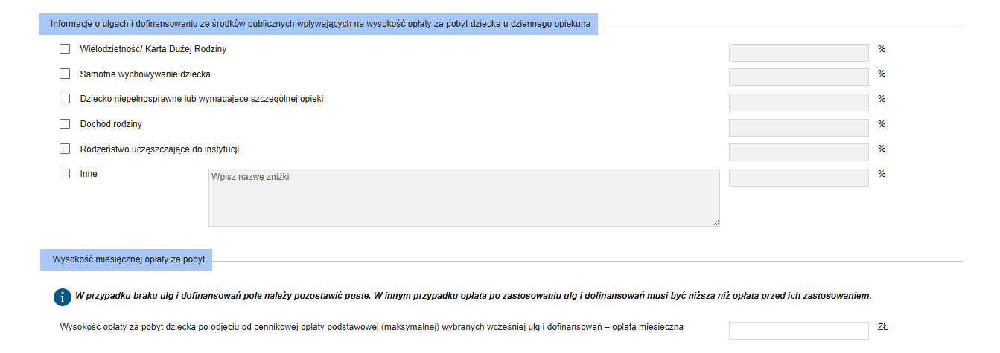 Informacje o ulgach i dofinansowaniu ze środków publicznych wpływających na wysokość opłaty za pobyt dziecka u dziennego opiekuna
Wielodzietność/ Karta Dużej Rodziny %
Samotne wychowywanie dziecka %
Dziecko niepełnosprawne lub wymagające szczególnej opieki %
Dochód rodziny %
Rodzeństwo uczęszczające do instytucji %
Inne Wpisz nazwę zniżki %
Wysokość miesięcznej opłaty za pobyt
i W przypadku braku ulg i dofinansowań pole należy pozostawić puste. W innym przypadku opłata po zastosowaniu ulg i dofinansowań musi być niższa niż opłata przed ich zastosowaniem.
Wysokość opłaty za pobyt dziecka po odjęciu od cennikowej opłaty podstawowej (maksymalnej) wybranych wcześniej ulg i dofinansowań – opłata miesięczna ZŁ